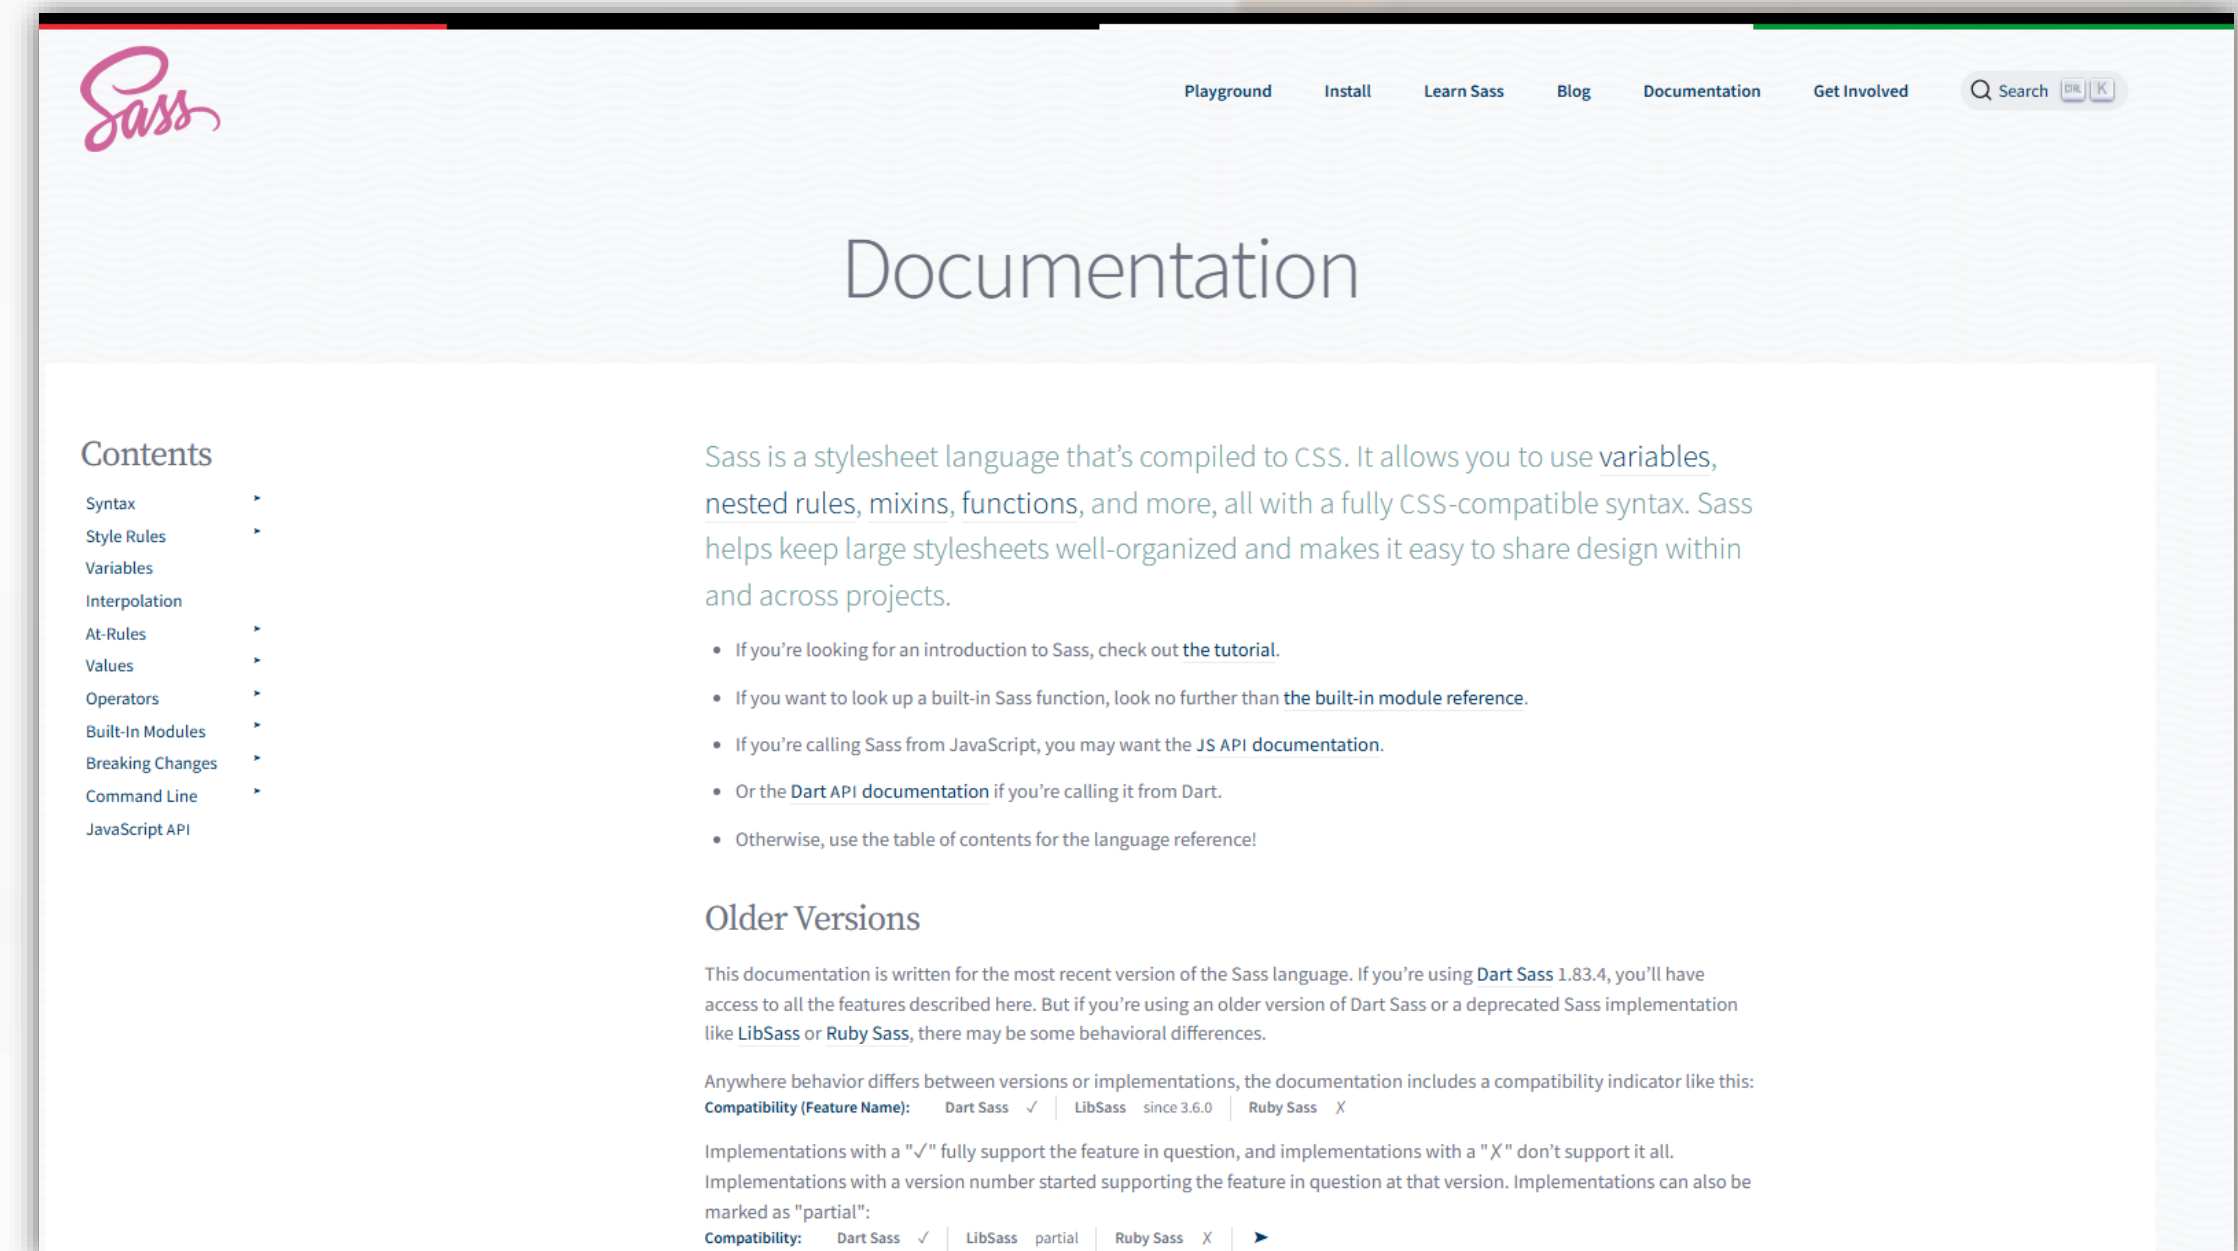 Sass
Playground Install Learn Sass Blog Documentation Get Involved Search CTRL K
Documentation
Contents
Syntax
Style Rules
Variables
Interpolation
At-Rules
Values
Operators
Built-In Modules
Breaking Changes
Command Line
JavaScript API
Sass is a stylesheet language that’s compiled to CSS. It allows you to use variables,
nested rules, mixins, functions, and more, all with a fully CSS-compatible syntax. Sass
helps keep large stylesheets well-organized and makes it easy to share design within
and across projects.
• If you’re looking for an introduction to Sass, check out the tutorial.
• If you want to look up a built-in Sass function, look no further than the built-in module reference.
• If you’re calling Sass from JavaScript, you may want the JS API documentation.
• Or the Dart API documentation if you’re calling it from Dart.
• Otherwise, use the table of contents for the language reference!
Older Versions
This documentation is written for the most recent version of the Sass language. If you’re using Dart Sass 1.83.4, you’ll have
access to all the features described here. But if you’re using an older version of Dart Sass or a deprecated Sass implementation
like LibSass or Ruby Sass, there may be some behavioral differences.
Anywhere behavior differs between versions or implementations, the documentation includes a compatibility indicator like this:
Compatibility (Feature Name): Dart Sass ✓ LibSass since 3.6.0 Ruby Sass ✗
Implementations with a "✓" fully support the feature in question, and implementations with a "✗" don’t support it all.
Implementations with a version number started supporting the feature in question at that version. Implementations can also be
marked as "partial":
Compatibility: Dart Sass ✓ LibSass partial Ruby Sass ✗ ➤